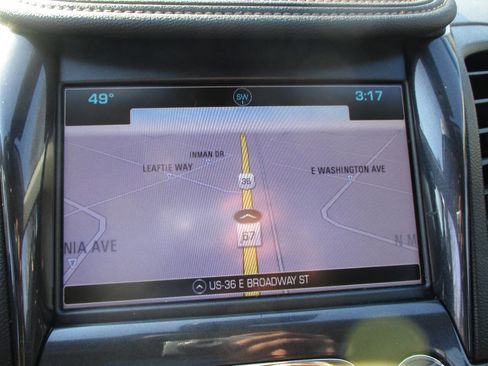 49° SW 3:17
INMAN DR
LEAFTIE WAY
E WASHINGTON AVE
36
67
NIA AVE
N M
US-36 E BROADWAY ST